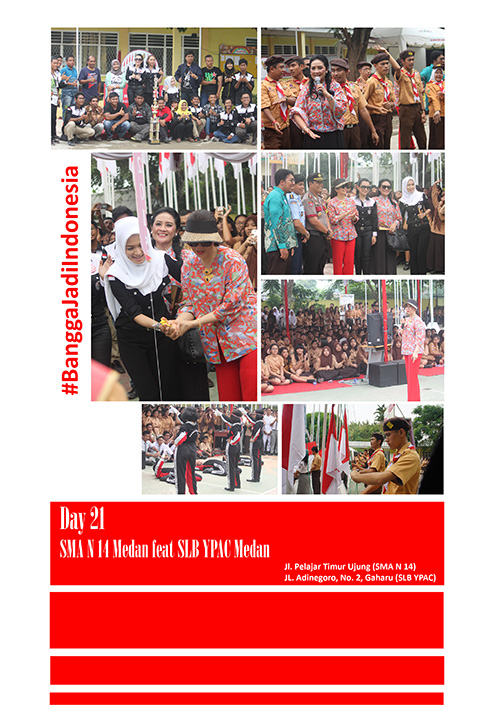 #BanggaJadiIndonesia
Day 21
SMA N 14 Medan feat SLB YPAC Medan
Jl. Pelajar Timur Ujung (SMA N 14)
JL. Adinegoro, No. 2, Gaharu (SLB YPAC)